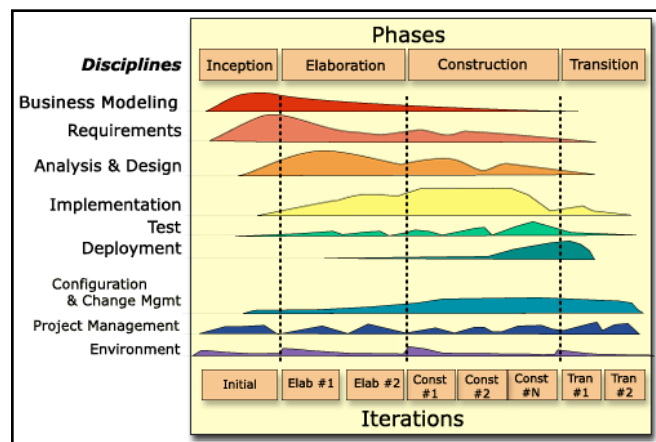 Phases
Disciplines
Inception
Elaboration
Construction
Transition
Business Modeling
Requirements
Analysis & Design
Implementation
Test
Deployment
Configuration
& Change Mgmt
Project Management
Environment
Initial
Elab #1
Elab #2
Const
#1
Const
#2
Const
#N
Tran
#1
Tran
#2
Iterations